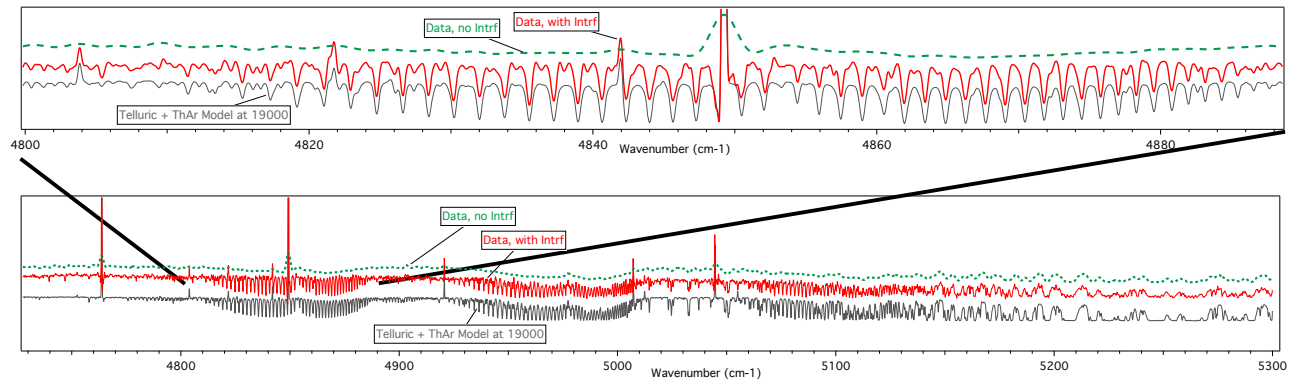 Data, no Intrf
Data, with Intrf
Telluric + ThAr Model at 19000
4800
4820
4840
4860
4880
Wavenumber (cm-1)
Data, no Intrf
Data, with Intrf
Telluric + ThAr Model at 19000
4800
4900
5000
5100
5200
5300
Wavenumber (cm-1)